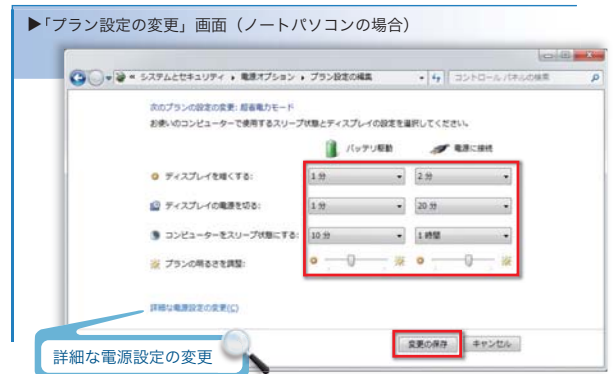 ▶「プラン設定の変更」画面（ノートパソコンの場合）
« システムとセキュリティ ▸ 電源オプション ▸ プラン設定の編集
コントロール パネルの検索
次のプランの設定の変更: 超省電力モード
お使いのコンピューターで使用するスリープ状態とディスプレイの設定を選択してください。
バッテリ駆動 電源に接続
ディスプレイを暗くする: 1 分 2 分
ディスプレイの電源を切る: 1 分 20 分
コンピューターをスリープ状態にする: 10 分 1 時間
プランの明るさを調整:
詳細な電源設定の変更(C)
変更の保存 キャンセル
詳細な電源設定の変更